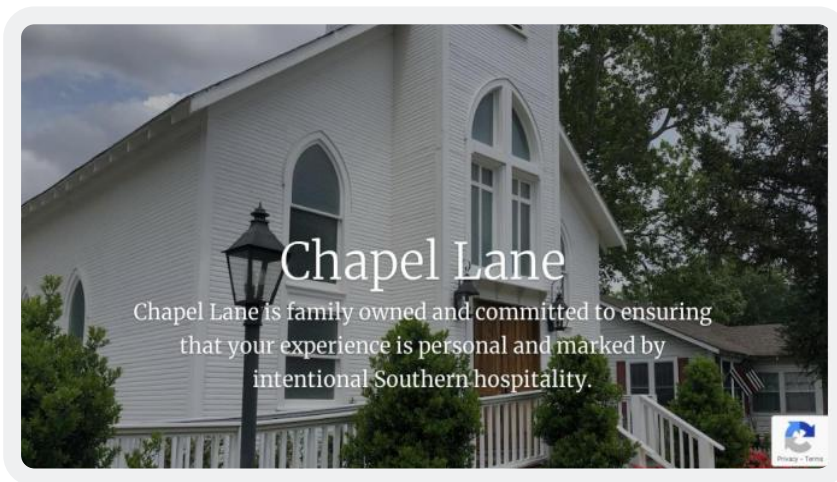 Chapel Lane
Chapel Lane is family owned and committed to ensuring
that your experience is personal and marked by
intentional Southern hospitality.
Privacy - Terms